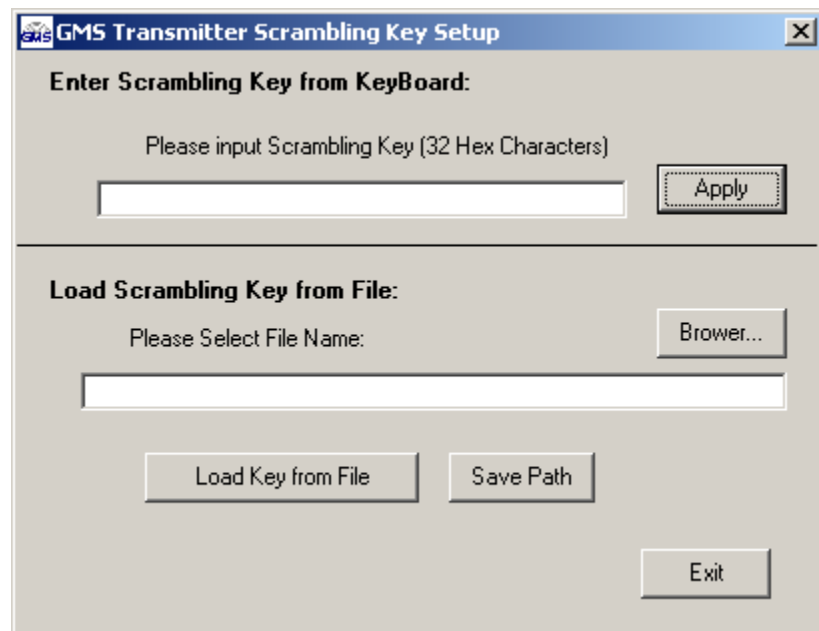 GMS GMS Transmitter Scrambling Key Setup
Enter Scrambling Key from KeyBoard:
Please input Scrambling Key (32 Hex Characters)
Apply
Load Scrambling Key from File:
Please Select File Name:
Brower...
Load Key from File
Save Path
Exit